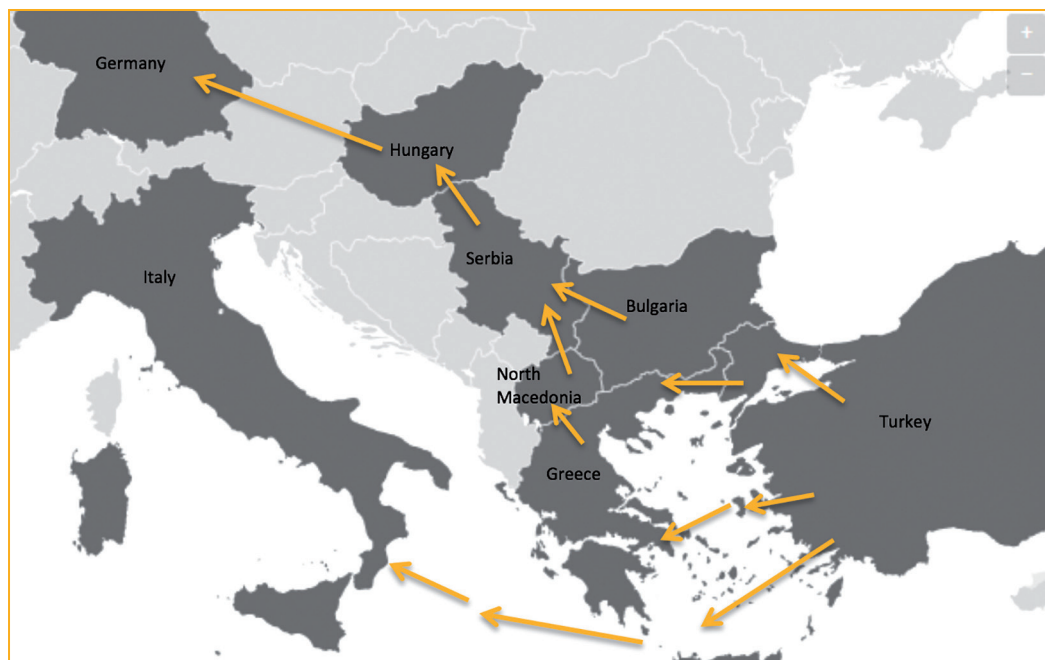 +
−
Germany
Hungary
Serbia
Italy
Bulgaria
North
Macedonia
Turkey
Greece